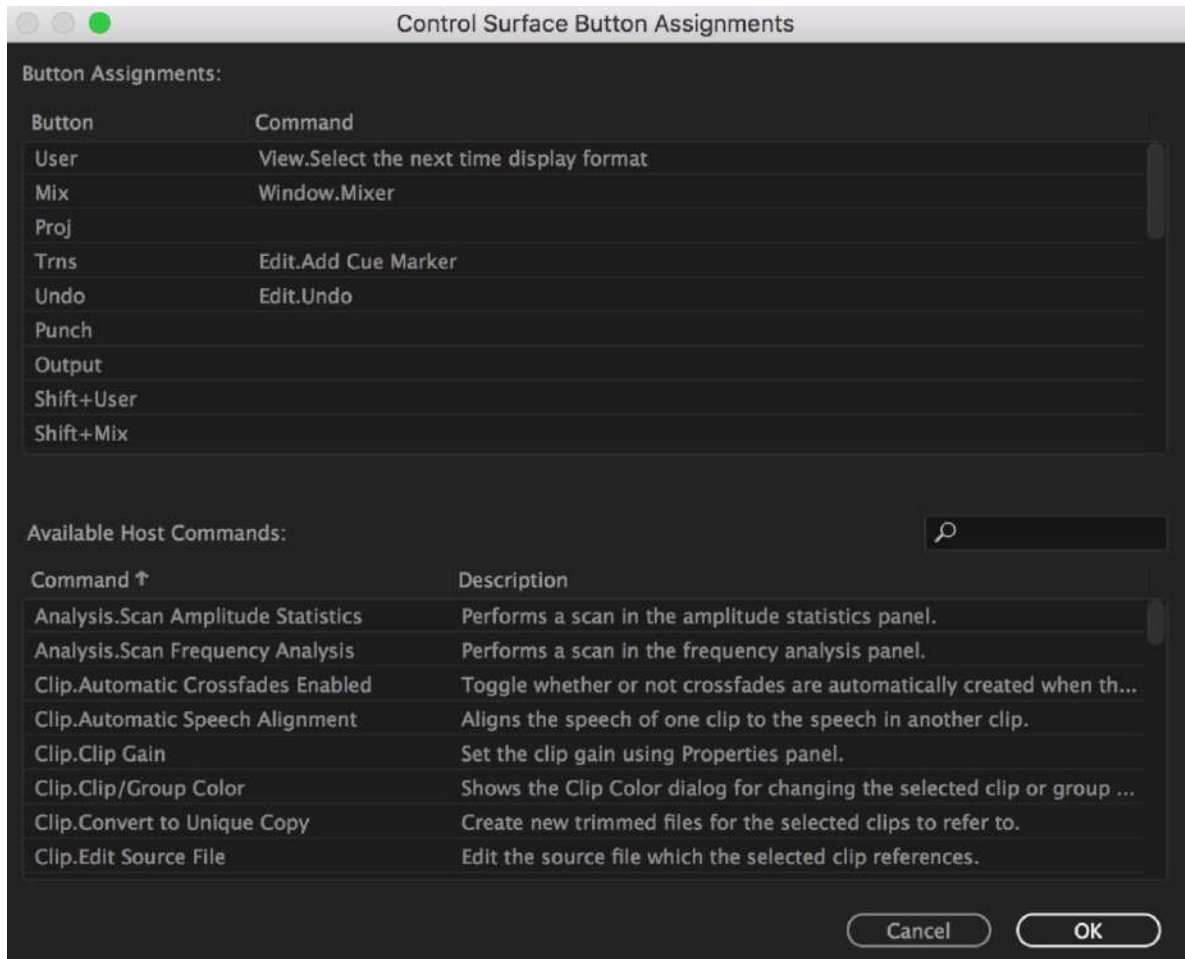 Control Surface Button Assignments
Button Assignments:
Button Command
User View.Select the next time display format
Mix Window.Mixer
Proj
Trns Edit.Add Cue Marker
Undo Edit.Undo
Punch
Output
Shift+User
Shift+Mix
Available Host Commands:
Command ↑ Description
Analysis.Scan Amplitude Statistics Performs a scan in the amplitude statistics panel.
Analysis.Scan Frequency Analysis Performs a scan in the frequency analysis panel.
Clip.Automatic Crossfades Enabled Toggle whether or not crossfades are automatically created when th...
Clip.Automatic Speech Alignment Aligns the speech of one clip to the speech in another clip.
Clip.Clip Gain Set the clip gain using Properties panel.
Clip.Clip/Group Color Shows the Clip Color dialog for changing the selected clip or group ...
Clip.Convert to Unique Copy Create new trimmed files for the selected clips to refer to.
Clip.Edit Source File Edit the source file which the selected clip references.
Cancel OK